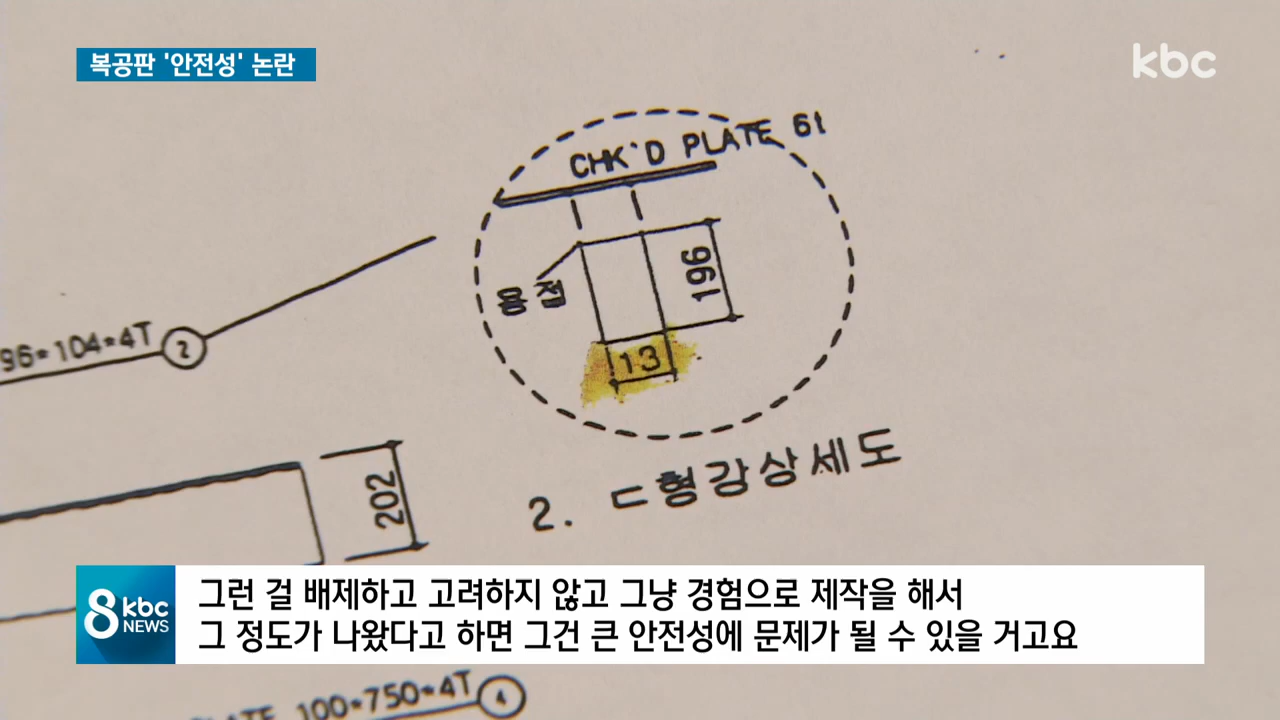 복공판 '안전성' 논란
kbc
CHK'D PLATE 6t
용접
196
13
96*104*4T
2
202
2. ㄷ형강상세도
그런 걸 배제하고 고려하지 않고 그냥 경험으로 제작을 해서
그 정도가 나왔다고 하면 그건 큰 안전성에 문제가 될 수 있을 거고요
8 kbc
NEWS
PLATE 100*750*4T
4